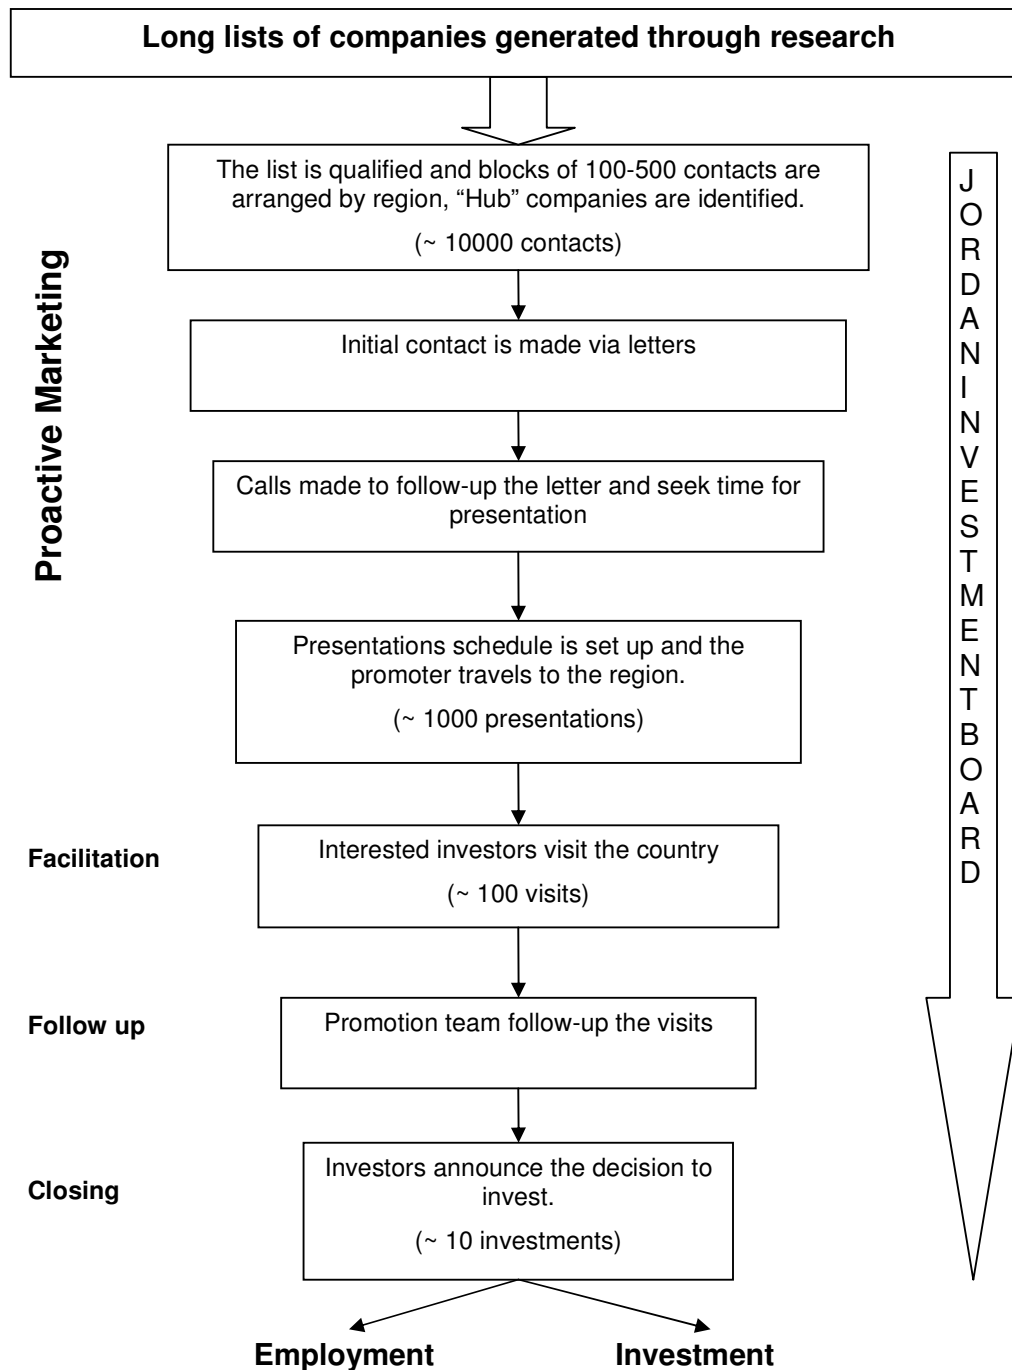 Long lists of companies generated through research
The list is qualified and blocks of 100-500 contacts are
arranged by region, “Hub” companies are identified.
(~ 10000 contacts)
Proactive Marketing
Initial contact is made via letters
Calls made to follow-up the letter and seek time for
presentation
Presentations schedule is set up and the
promoter travels to the region.
(~ 1000 presentations)
Facilitation
Interested investors visit the country
(~ 100 visits)
Follow up
Promotion team follow-up the visits
Closing
Investors announce the decision to
invest.
(~ 10 investments)
Employment
Investment
J
O
R
D
A
N
I
N
V
E
S
T
M
E
N
T
B
O
A
R
D